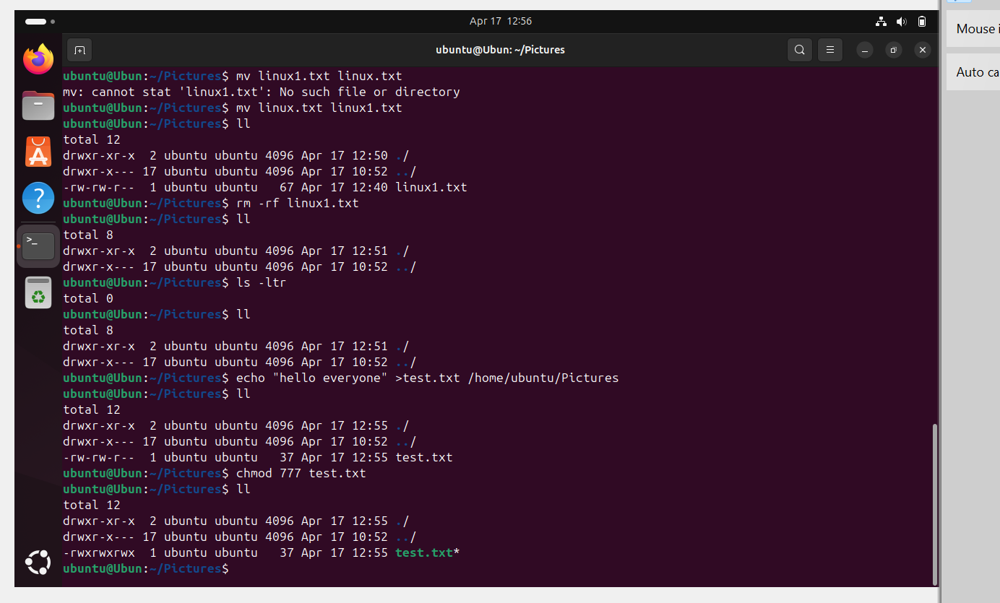 Apr 17 12:56
ubuntu@Ubun: ~/Pictures
ubuntu@Ubun:~/Pictures$ mv linux1.txt linux.txt
mv: cannot stat 'linux1.txt': No such file or directory
ubuntu@Ubun:~/Pictures$ mv linux.txt linux1.txt
ubuntu@Ubun:~/Pictures$ ll
total 12
drwxr-xr-x  2 ubuntu ubuntu 4096 Apr 17 12:50 ./
drwxr-x--- 17 ubuntu ubuntu 4096 Apr 17 10:52 ../
-rw-rw-r--  1 ubuntu ubuntu   67 Apr 17 12:40 linux1.txt
ubuntu@Ubun:~/Pictures$ rm -rf linux1.txt
ubuntu@Ubun:~/Pictures$ ll
total 8
drwxr-xr-x  2 ubuntu ubuntu 4096 Apr 17 12:51 ./
drwxr-x--- 17 ubuntu ubuntu 4096 Apr 17 10:52 ../
ubuntu@Ubun:~/Pictures$ ls -ltr
total 0
ubuntu@Ubun:~/Pictures$ ll
total 8
drwxr-xr-x  2 ubuntu ubuntu 4096 Apr 17 12:51 ./
drwxr-x--- 17 ubuntu ubuntu 4096 Apr 17 10:52 ../
ubuntu@Ubun:~/Pictures$ echo "hello everyone" >test.txt /home/ubuntu/Pictures
ubuntu@Ubun:~/Pictures$ ll
total 12
drwxr-xr-x  2 ubuntu ubuntu 4096 Apr 17 12:55 ./
drwxr-x--- 17 ubuntu ubuntu 4096 Apr 17 10:52 ../
-rw-rw-r--  1 ubuntu ubuntu   37 Apr 17 12:55 test.txt
ubuntu@Ubun:~/Pictures$ chmod 777 test.txt
ubuntu@Ubun:~/Pictures$ ll
total 12
drwxr-xr-x  2 ubuntu ubuntu 4096 Apr 17 12:55 ./
drwxr-x--- 17 ubuntu ubuntu 4096 Apr 17 10:52 ../
-rwxrwxrwx  1 ubuntu ubuntu   37 Apr 17 12:55 test.txt*
ubuntu@Ubun:~/Pictures$
Mouse
Auto